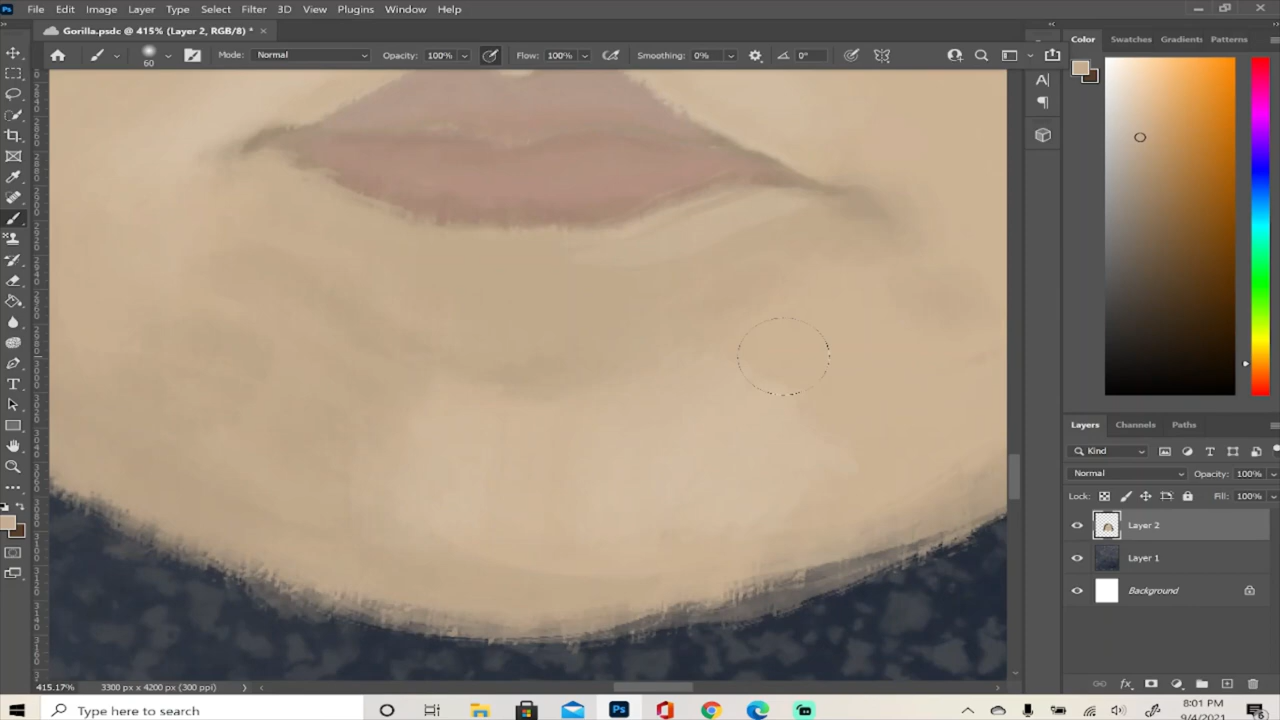 File Edit Image Layer Type Select Filter 3D View Plugins Window Help
Gorilla.psdc @ 415% (Layer 2, RGB/8) *
60 Mode: Normal Opacity: 100% Flow: 100% Smoothing: 0% 0°
Color Swatches Gradients Patterns
Layers Channels Paths
Kind
Normal Opacity: 100%
Lock: Fill: 100%
Layer 2
Layer 1
Background
415.17% 3300 px x 4200 px (300 ppi)
Type here to search
8:01 PM
9/4/2021